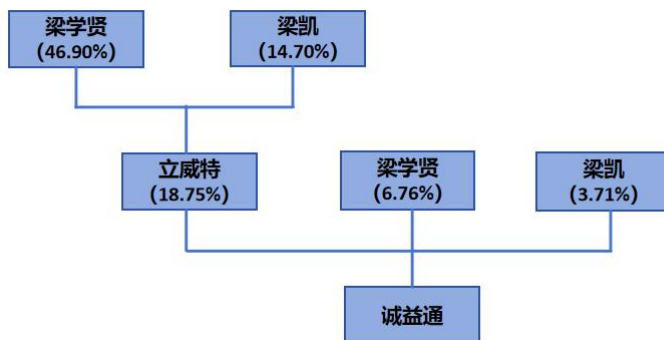 梁学贤
(46.90%)
梁凯
(14.70%)
立威特
(18.75%)
梁学贤
(6.76%)
梁凯
(3.71%)
诚益通